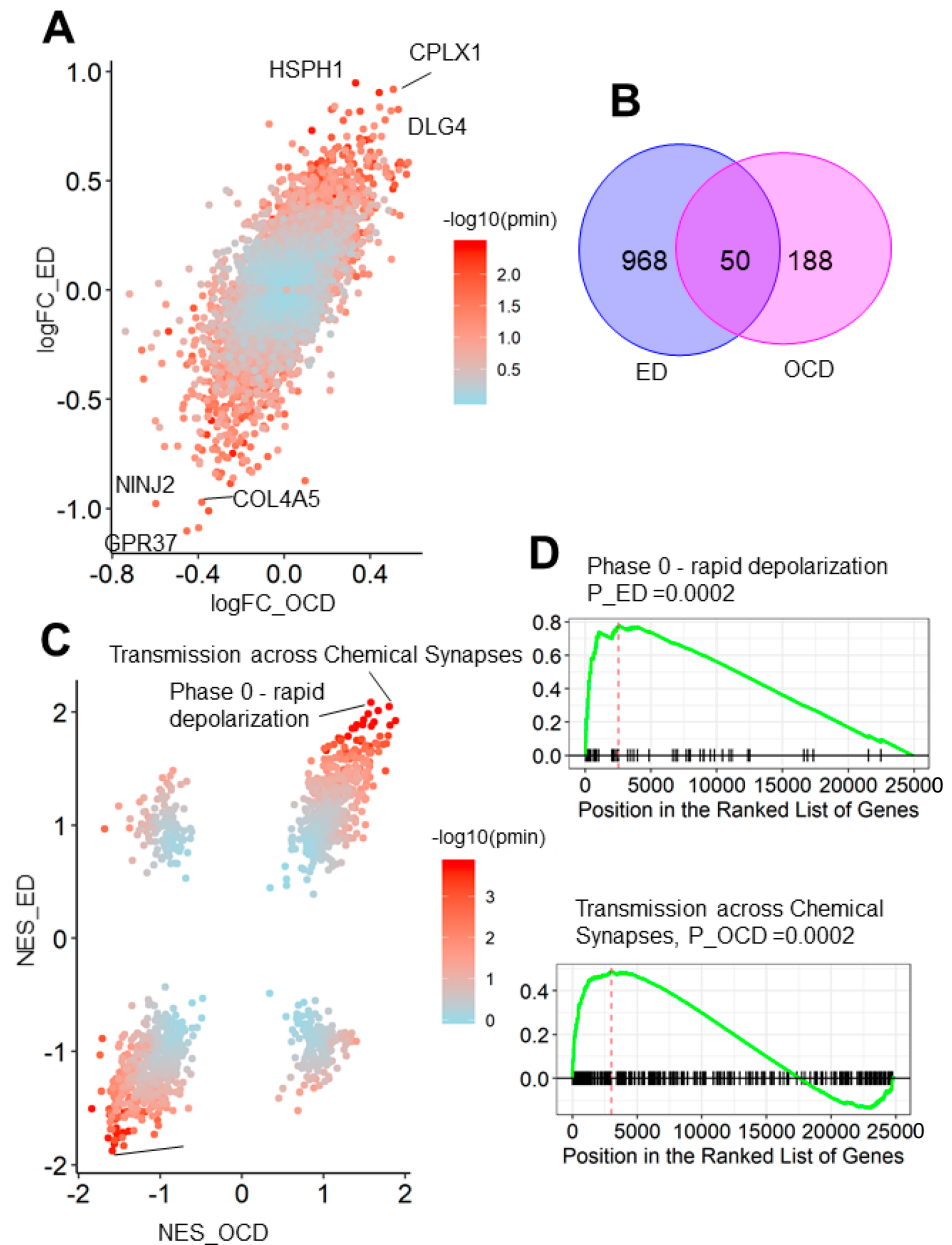 A
HSPH1
CPLX1
DLG4
1.0
0.5
0.0
-0.5
-1.0
logFC_ED
NINJ2
COL4A5
GPR37
-0.8
-0.4
0.0
0.4
logFC_OCD
-log10(pmin)
2.0
1.5
1.0
0.5
B
968
50
188
ED
OCD
C
Transmission across Chemical Synapses
Phase 0 - rapid
depolarization
2
1
0
-1
-2
NES_ED
-2
-1
0
1
2
NES_OCD
-log10(pmin)
3
2
1
0
D
Phase 0 - rapid depolarization
P_ED =0.0002
0.8
0.6
0.4
0.2
0.0
0
5000
10000
15000
20000
25000
Position in the Ranked List of Genes
Transmission across Chemical
Synapses, P_OCD =0.0002
0.4
0.2
0.0
0
5000
10000
15000
20000
25000
Position in the Ranked List of Genes